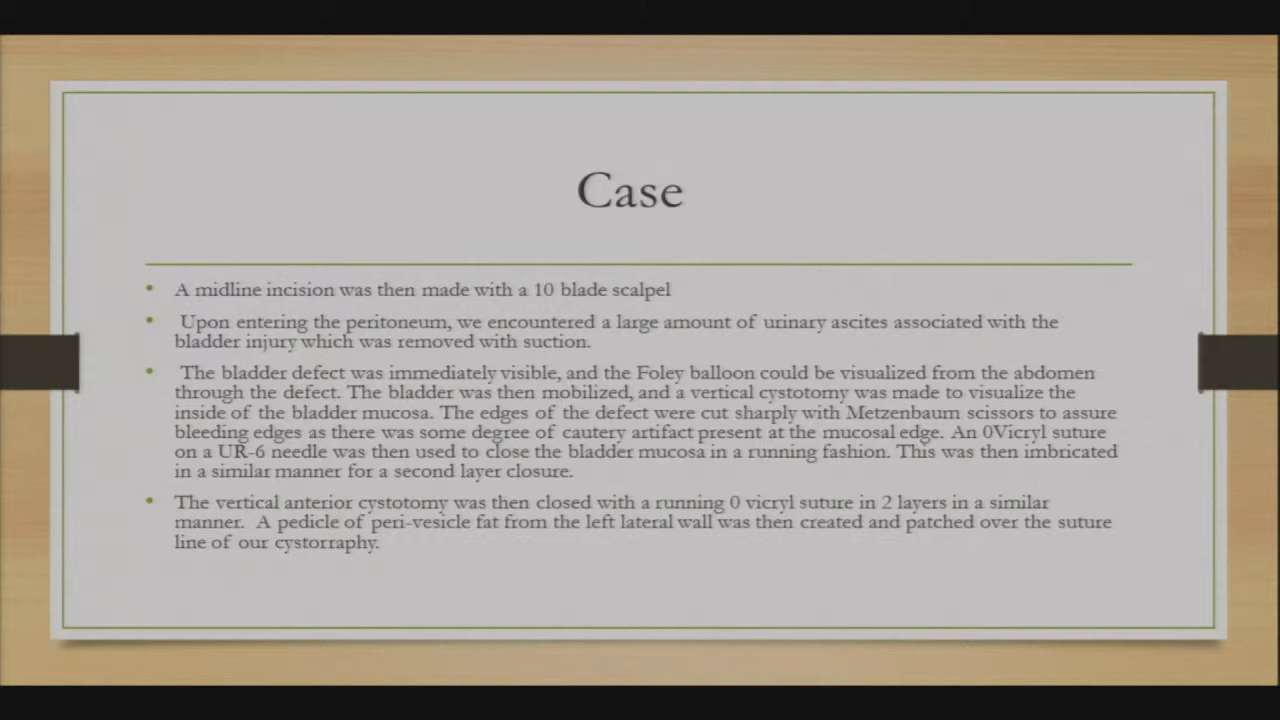 Case
• A midline incision was then made with a 10 blade scalpel
• Upon entering the peritoneum, we encountered a large amount of urinary ascites associated with the
bladder injury which was removed with suction.
• The bladder defect was immediately visible, and the Foley balloon could be visualized from the abdomen
through the defect. The bladder was then mobilized, and a vertical cystotomy was made to visualize the
inside of the bladder mucosa. The edges of the defect were cut sharply with Metzenbaum scissors to assure
bleeding edges as there was some degree of cautery artifact present at the mucosal edge. An 0Vicryl suture
on a UR-6 needle was then used to close the bladder mucosa in a running fashion. This was then imbricated
in a similar manner for a second layer closure.
• The vertical anterior cystotomy was then closed with a running 0 vicryl suture in 2 layers in a similar
manner. A pedicle of peri-vesicle fat from the left lateral wall was then created and patched over the suture
line of our cystorraphy.